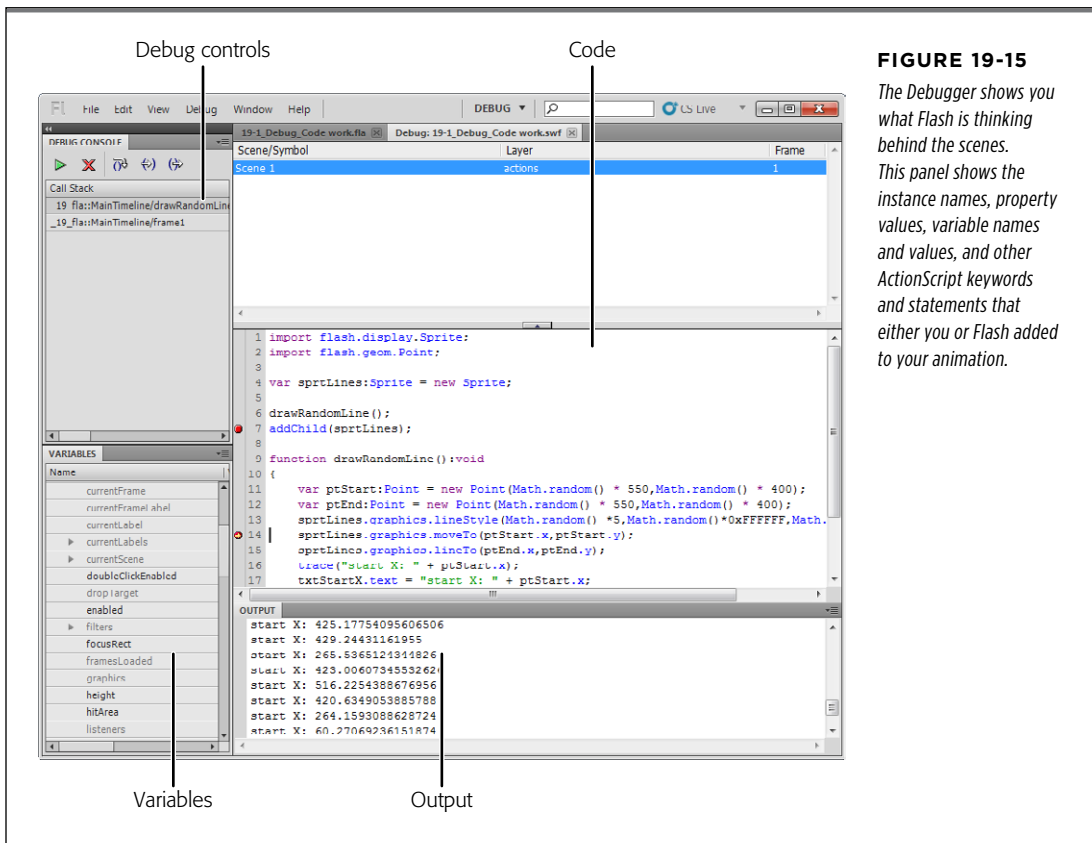 Debug controls
Code
FIGURE 19-15
The Debugger shows you
what Flash is thinking
behind the scenes.
This panel shows the
instance names, property
values, variable names
and values, and other
ActionScript keywords
and statements that
either you or Flash added
to your animation.
Fl File Edit View Debug Window Help DEBUG CS Live
DEBUG CONSOLE
Call Stack
19_fla::MainTimeline/drawRandomLine
_19_fla::MainTimeline/frame1
19-1_Debug_Code work.fla Debug: 19-1_Debug_Code work.swf
Scene/Symbol Layer Frame
Scene 1 actions 1
1 import flash.display.Sprite;
2 import flash.geom.Point;
3
4 var sprtLines:Sprite = new Sprite;
5
6 drawRandomLine();
7 addChild(sprtLines);
8
9 function drawRandomLine():void
10 {
11 var ptStart:Point = new Point(Math.random() * 550,Math.random() * 400);
12 var ptEnd:Point = new Point(Math.random() * 550,Math.random() * 400);
13 sprtLines.graphics.lineStyle(Math.random() *5,Math.random()*0xFFFFFF,Math.
14 sprtLines.graphics.moveTo(ptStart.x,ptStart.y);
15 sprtLines.graphics.lineTo(ptEnd.x,ptEnd.y);
16 trace("start X: " + ptStart.x);
17 txtStartX.text = "start X: " + ptStart.x;
VARIABLES
Name
currentFrame
currentFrameLabel
currentLabel
currentLabels
currentScene
doubleClickEnabled
dropTarget
enabled
filters
focusRect
framesLoaded
graphics
height
hitArea
listeners
OUTPUT
start X: 425.17754095606506
start X: 429.24431161955
start X: 265.5365121311826
start X: 423.0060734553262
start X: 516.2254388676956
start X: 420.6349053885788
start X: 264.1593088628724
start X: 60.27069236151874
Variables
Output